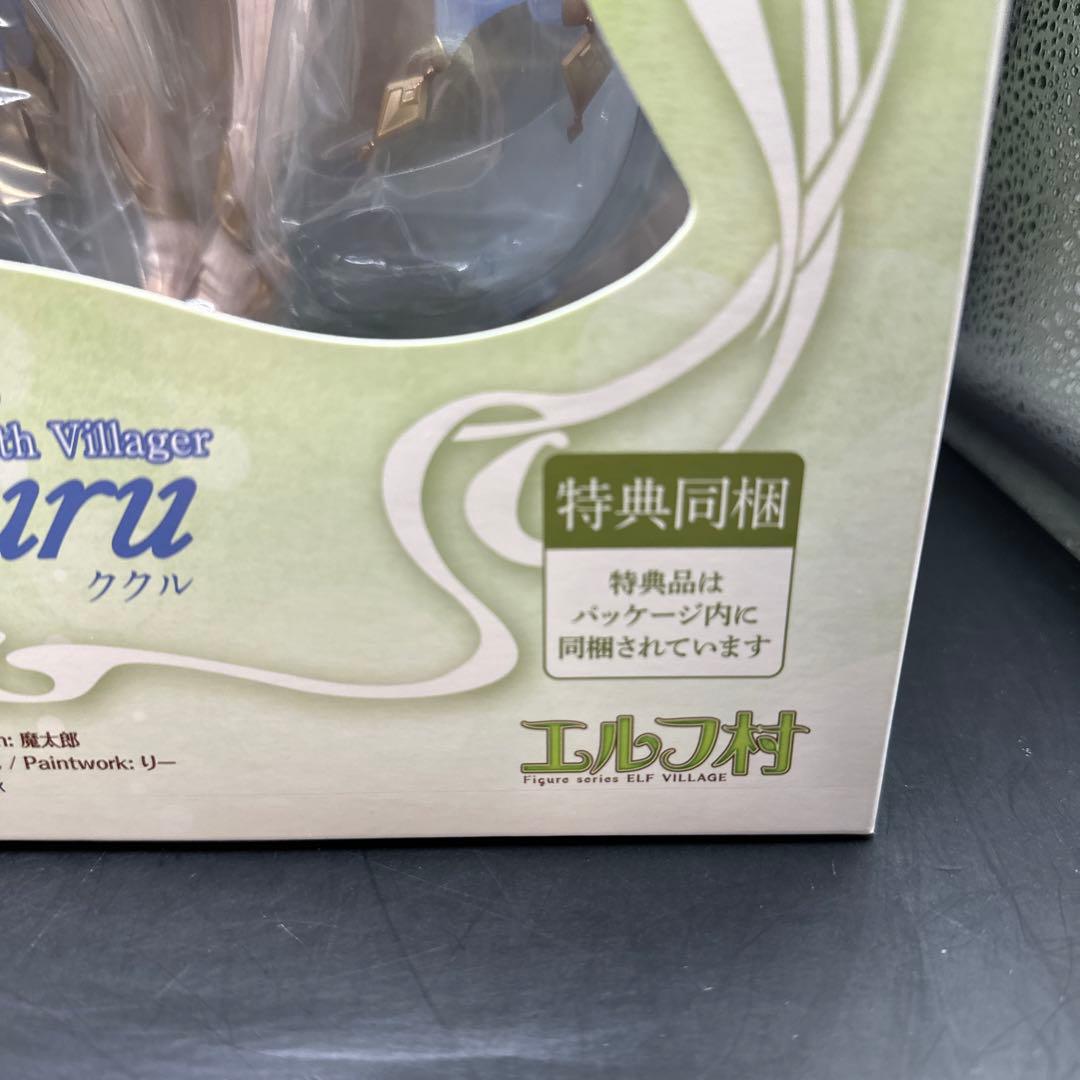 th Villager
uru
ククル
特典同梱
特典品は
パッケージ内に
同梱されています
n: 魔太郎
/ Paintwork: りー
x
エルフ村
Figure series ELF VILLAGE